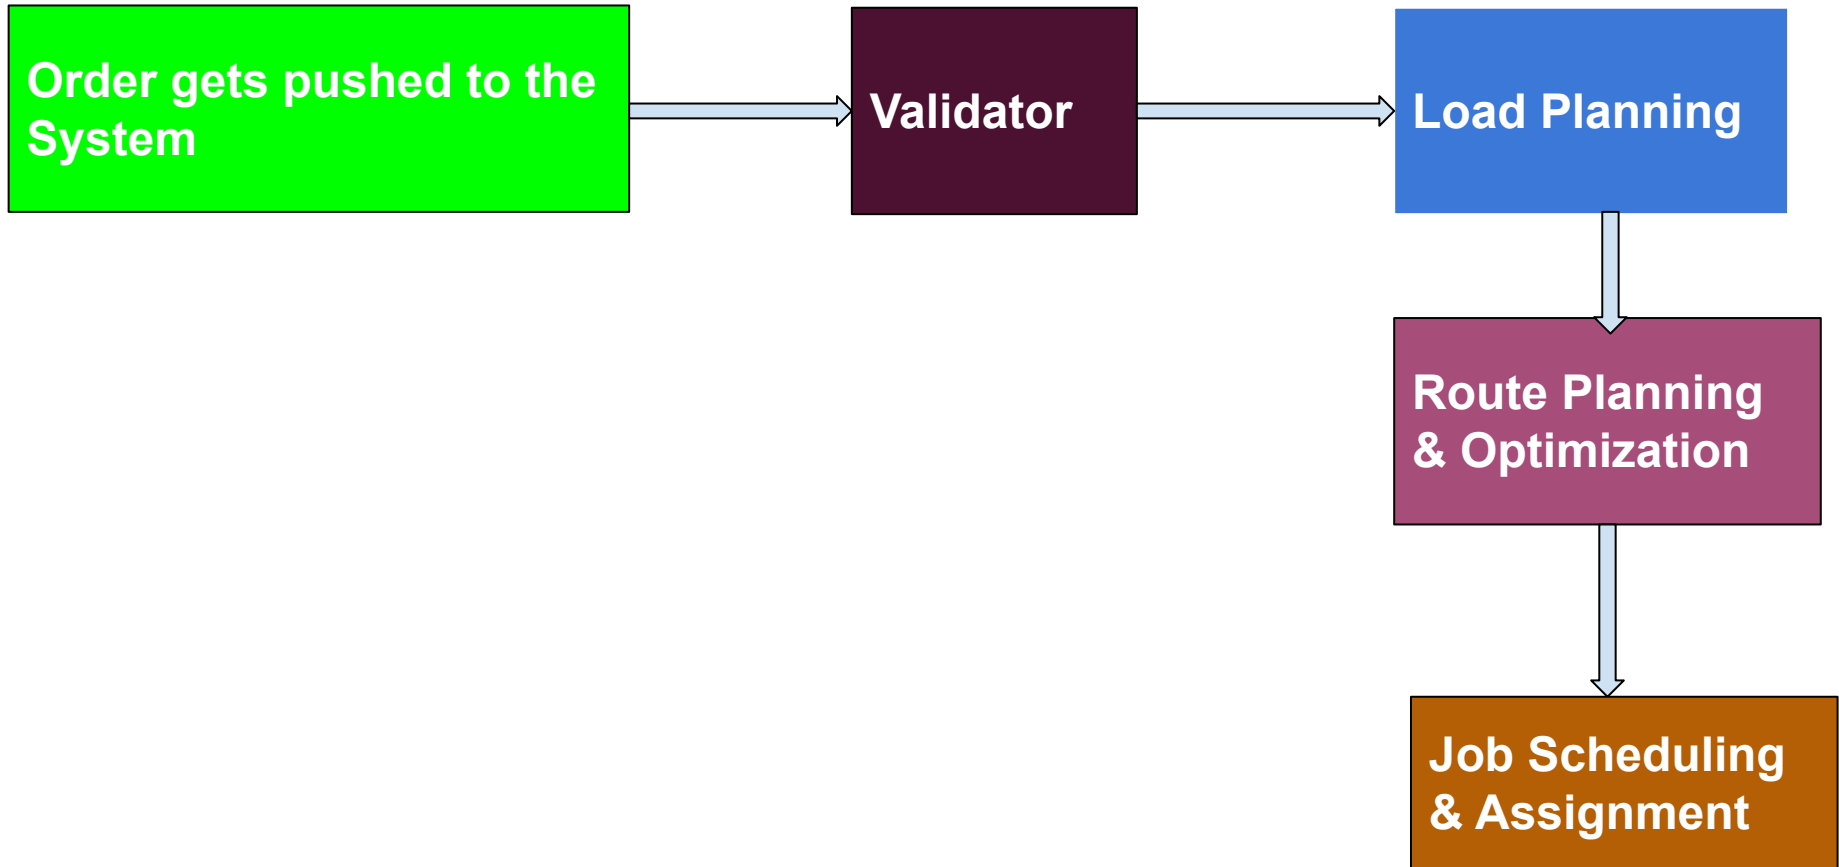 Order gets pushed to the
System
Validator
Load Planning
Route Planning
& Optimization
Job Scheduling
& Assignment